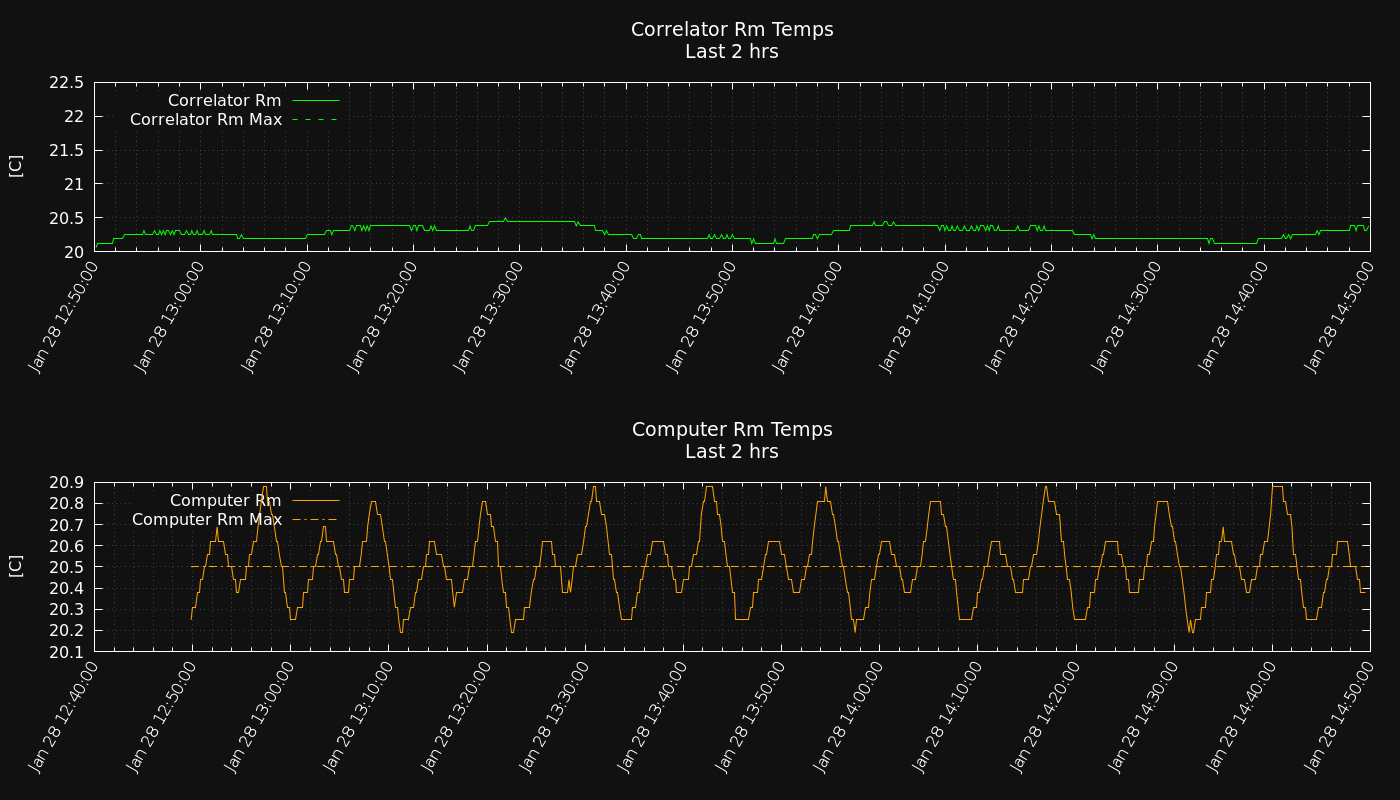 Correlator Rm Temps
Last 2 hrs
22.5
22
21.5
21
20.5
20
[C]
Correlator Rm
Correlator Rm Max
Jan 28 12:50:00
Jan 28 13:00:00
Jan 28 13:10:00
Jan 28 13:20:00
Jan 28 13:30:00
Jan 28 13:40:00
Jan 28 13:50:00
Jan 28 14:00:00
Jan 28 14:10:00
Jan 28 14:20:00
Jan 28 14:30:00
Jan 28 14:40:00
Jan 28 14:50:00
Computer Rm Temps
Last 2 hrs
20.9
20.8
20.7
20.6
20.5
20.4
20.3
20.2
20.1
[C]
Computer Rm
Computer Rm Max
Jan 28 12:40:00
Jan 28 12:50:00
Jan 28 13:00:00
Jan 28 13:10:00
Jan 28 13:20:00
Jan 28 13:30:00
Jan 28 13:40:00
Jan 28 13:50:00
Jan 28 14:00:00
Jan 28 14:10:00
Jan 28 14:20:00
Jan 28 14:30:00
Jan 28 14:40:00
Jan 28 14:50:00